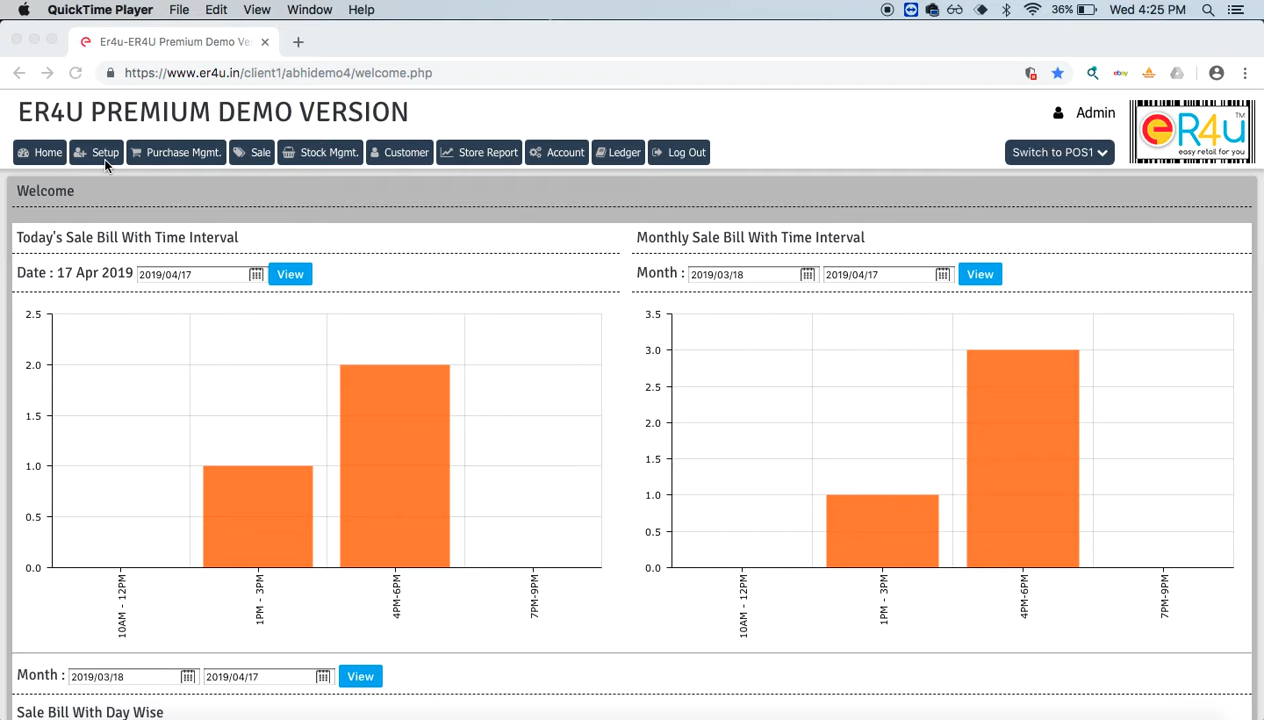 QuickTime Player File Edit View Window Help 36% Wed 4:25 PM
Er4u-ER4U Premium Demo Ve
https://www.er4u.in/client1/abhidemo4/welcome.php ebay
ER4U PREMIUM DEMO VERSION Admin
eR4u TM
easy retail for you
Home Setup Purchase Mgmt. Sale Stock Mgmt. Customer Store Report Account Ledger Log Out Switch to POS1
Welcome
Today's Sale Bill With Time Interval
Date : 17 Apr 2019 2019/04/17 View
2.5
2.0
1.5
1.0
0.5
0.0
10AM - 12PM
1PM - 3PM
4PM-6PM
7PM-9PM
Monthly Sale Bill With Time Interval
Month : 2019/03/18 2019/04/17 View
3.5
3.0
2.5
2.0
1.5
1.0
0.5
0.0
10AM - 12PM
1PM - 3PM
4PM-6PM
7PM-9PM
Month : 2019/03/18 2019/04/17 View
Sale Bill With Day Wise